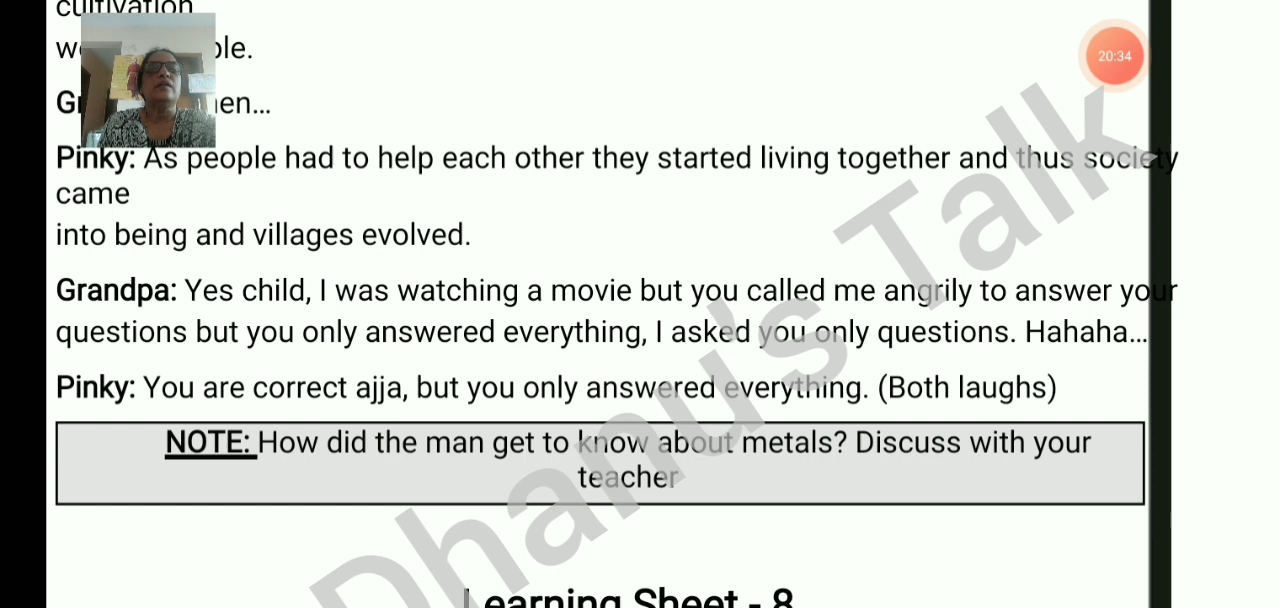 cultivation
ble.
20:34
en...
Pinky: As people had to help each other they started living together and thus society
came
into being and villages evolved.
Grandpa: Yes child, I was watching a movie but you called me angrily to answer your
questions but you only answered everything, I asked you only questions. Hahaha...
Pinky: You are correct ajja, but you only answered everything. (Both laughs)
NOTE: How did the man get to know about metals? Discuss with your
teacher
Dhanu's Talk
Learning Sheet - 8